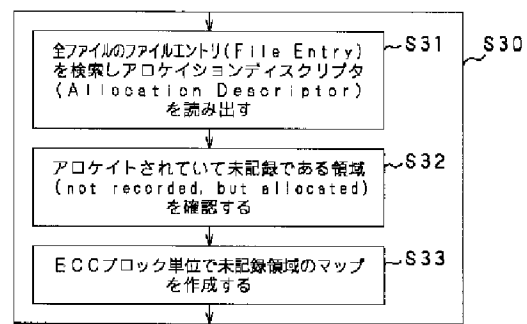 全ファイルのファイルエントリ(File Entry)
を検索しアロケイションディスクリプタ
(Allocation Descriptor)
を読み出す
S31
S30
アロケイトされていて未記録である領域
(not recorded, but allocated)
を確認する
S32
ECCブロック単位で未記録領域のマップ
を作成する
S33